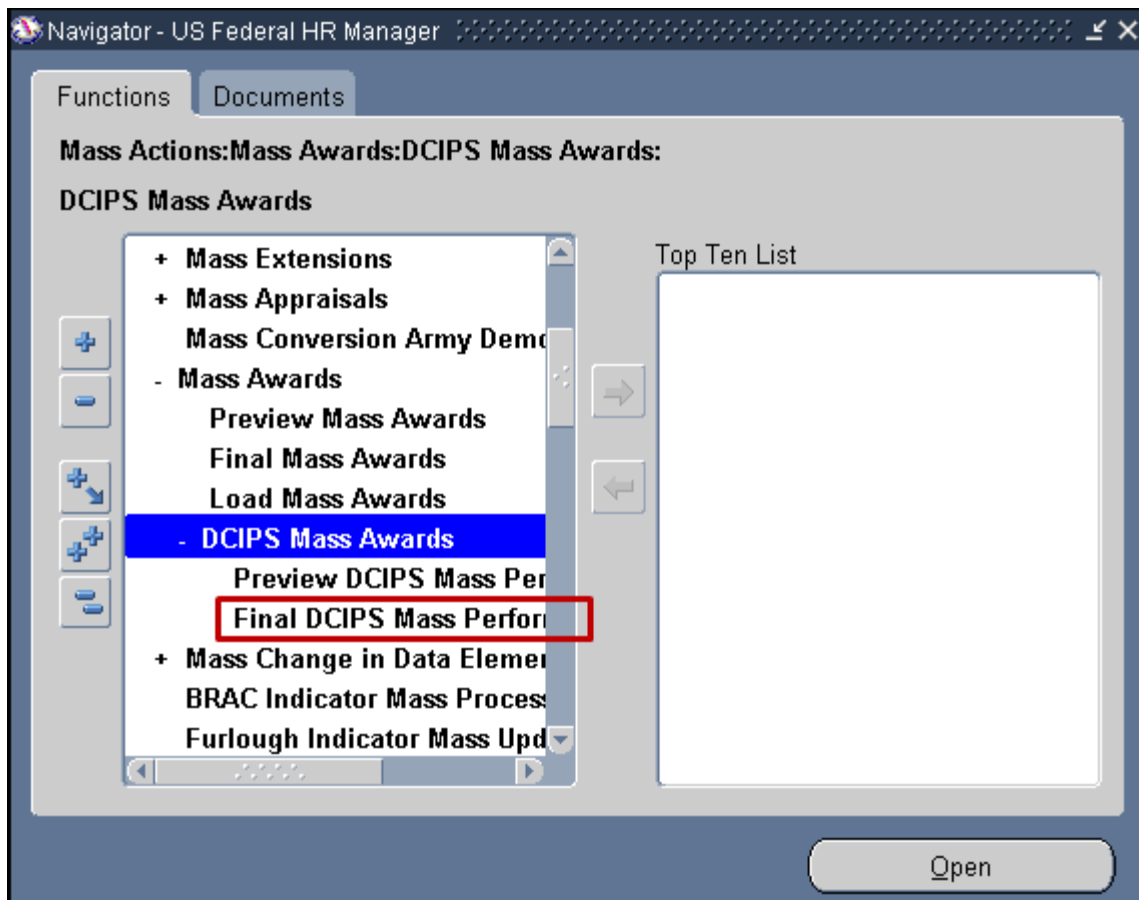 Navigator - US Federal HR Manager
Functions Documents
Mass Actions:Mass Awards:DCIPS Mass Awards:
DCIPS Mass Awards
+ Mass Extensions
+ Mass Appraisals
Mass Conversion Army Demo
- Mass Awards
Preview Mass Awards
Final Mass Awards
Load Mass Awards
- DCIPS Mass Awards
Preview DCIPS Mass Per
Final DCIPS Mass Perfor
+ Mass Change in Data Elemen
BRAC Indicator Mass Process
Furlough Indicator Mass Upd
Top Ten List
Open